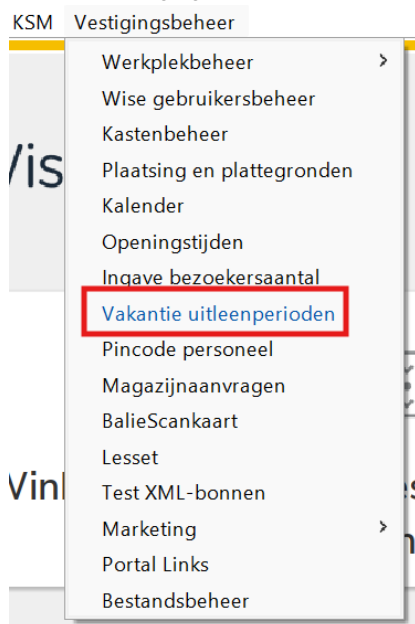 KSM Vestigingsbeheer
Werkplekbeheer
Wise gebruikersbeheer
Kastenbeheer
Plaatsing en plattegronden
Kalender
Openingstijden
Ingave bezoekersaantal
Vakantie uitleenperioden
Pincode personeel
Magazijnaanvragen
BalieScankaart
Lesset
Test XML-bonnen
Marketing
Portal Links
Bestandsbeheer